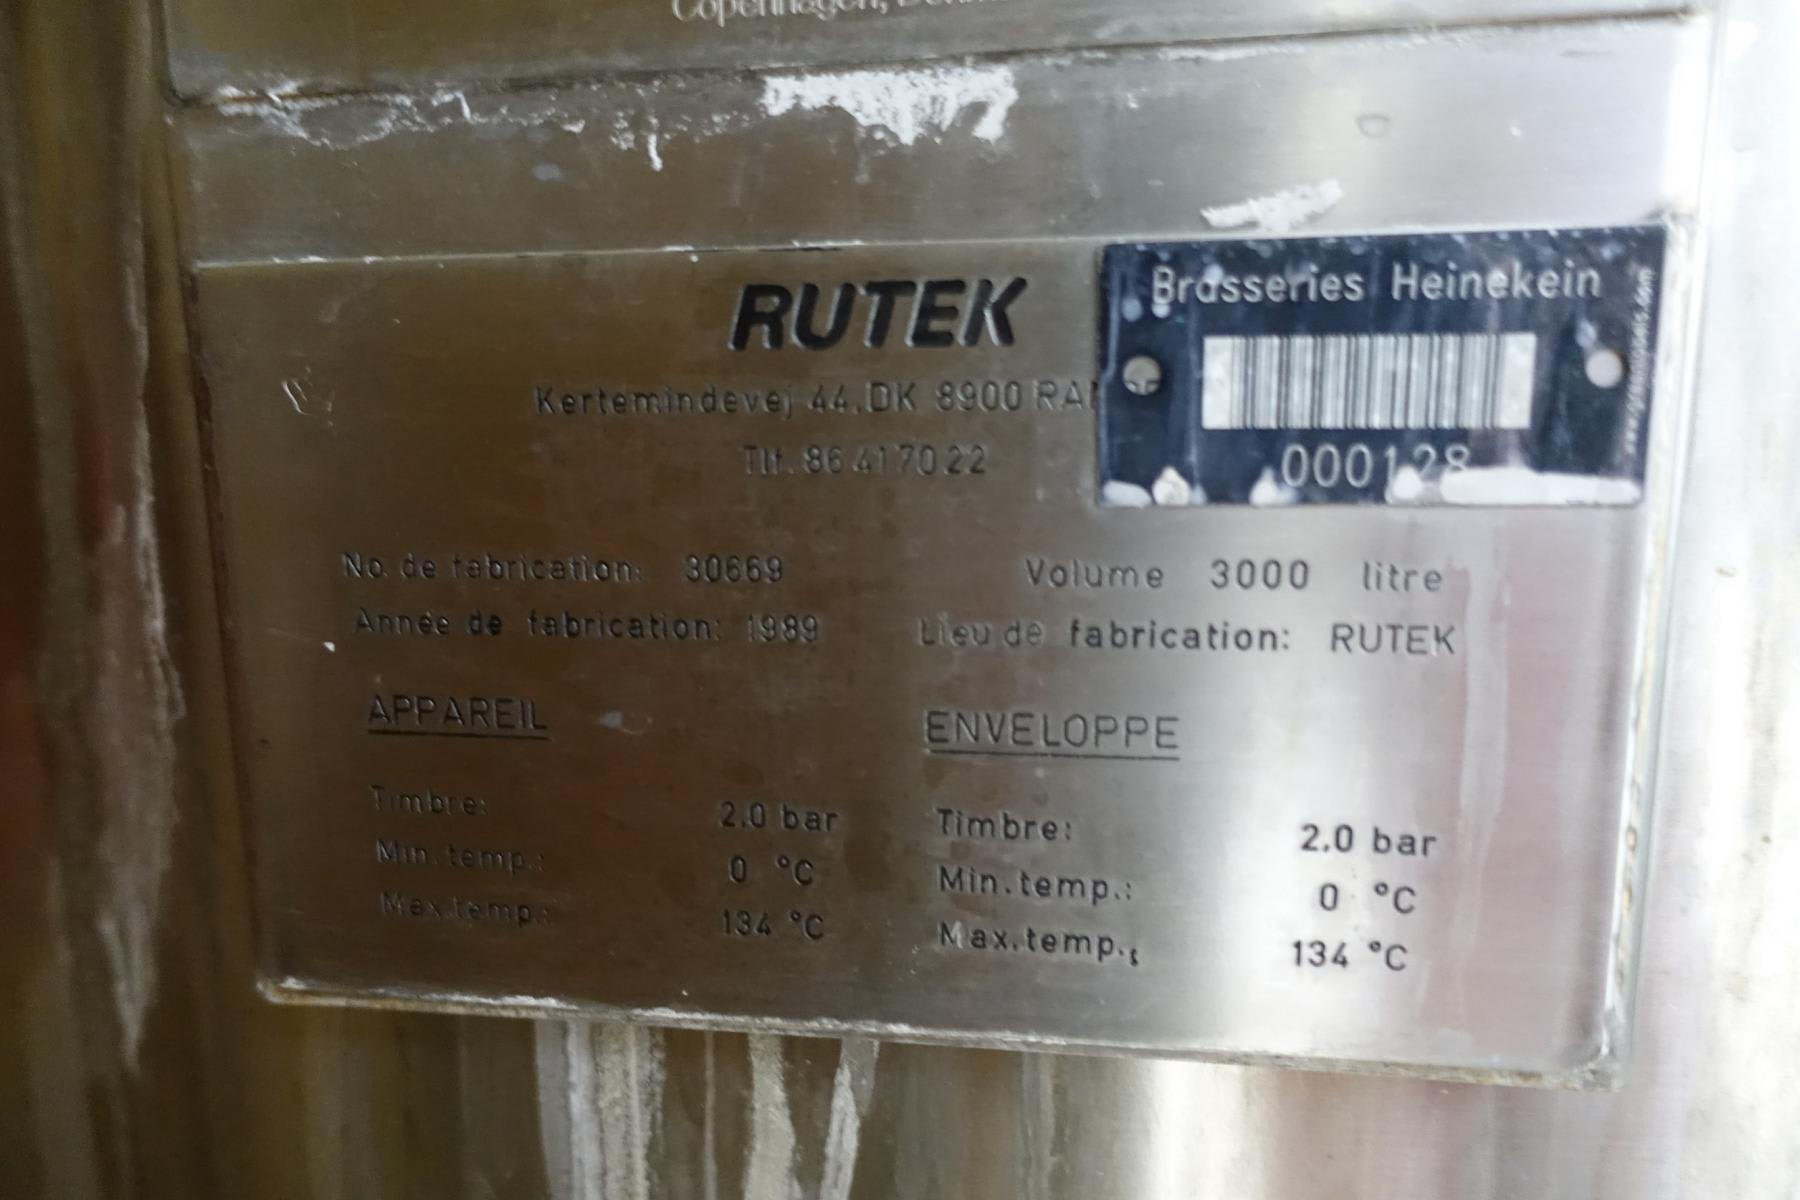 Copenhagen,
RUTEK
Kertemindevej 44. DK 8900
Tlf. 86 41 70 22
Brasseries Heinekein
000128
No. de fabrication: 30669
Volume 3000 litre
Année de fabrication: 1989
Lieu de fabrication: RUTEK
APPAREIL
Timbre: 2.0 bar
Min. temp.: 0 °C
Max. temp.: 134 °C
ENVELOPPE
Timbre: 2.0 bar
Min. temp.: 0 °C
Max. temp.: 134 °C